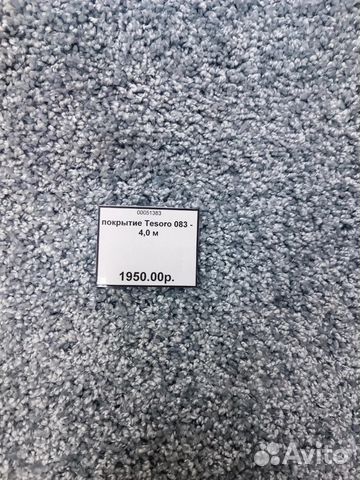 00051383
покрытие Tesoro 083 -
4,0 м
1950.00р.
Avito